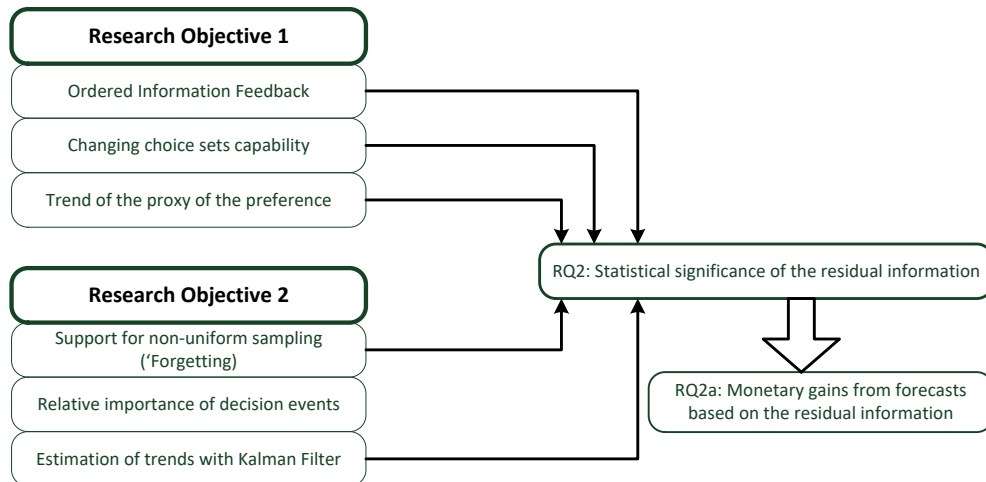 Research Objective 1
Ordered Information Feedback
Changing choice sets capability
Trend of the proxy of the preference
Research Objective 2
Support for non-uniform sampling
(‘Forgetting)
Relative importance of decision events
Estimation of trends with Kalman Filter
RQ2: Statistical significance of the residual information
RQ2a: Monetary gains from forecasts
based on the residual information